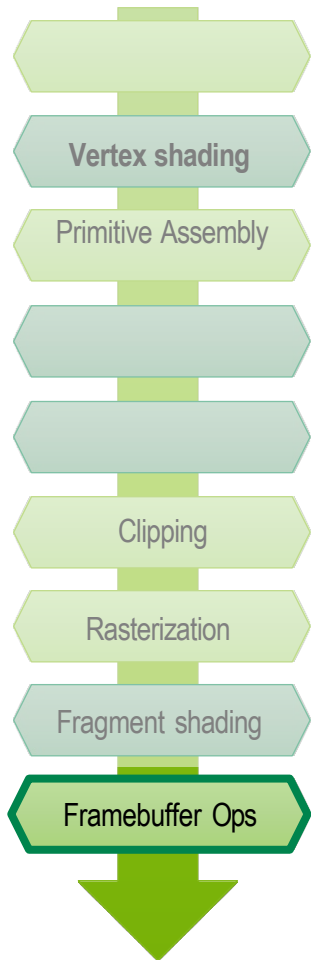 Vertex shading
Primitive Assembly
Clipping
Rasterization
Fragment shading
Framebuffer Ops